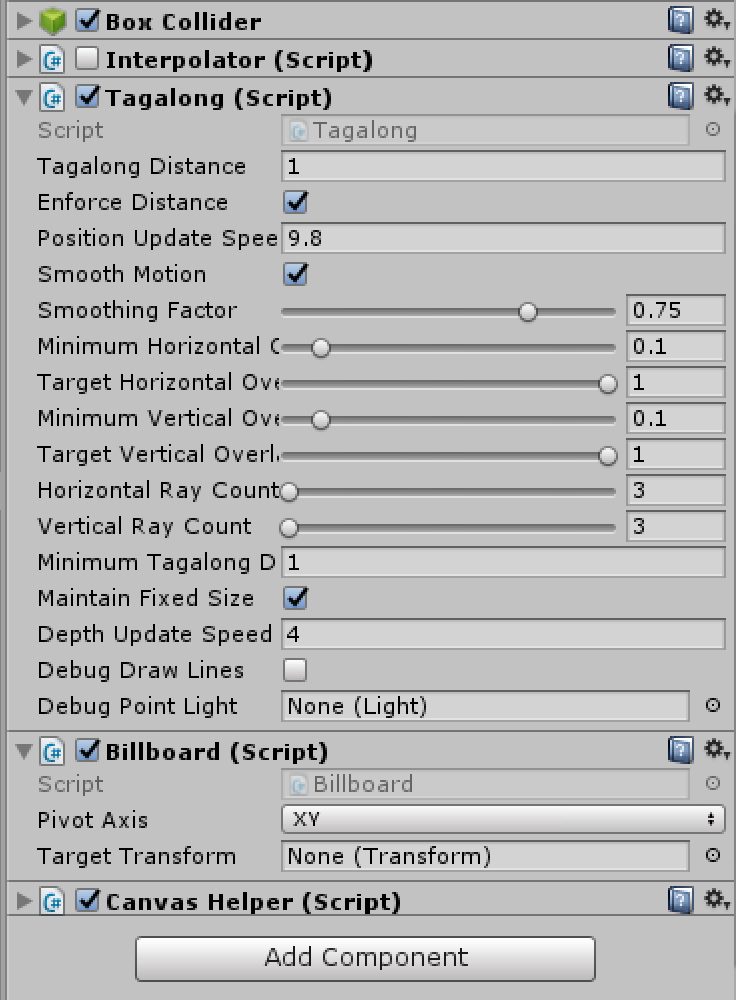 Box Collider
Interpolator (Script)
Tagalong (Script)
Script Tagalong
Tagalong Distance 1
Enforce Distance
Position Update Spee 9.8
Smooth Motion
Smoothing Factor 0.75
Minimum Horizontal O 0.1
Target Horizontal Ove 1
Minimum Vertical Ove 0.1
Target Vertical Overl 1
Horizontal Ray Count 3
Vertical Ray Count 3
Minimum Tagalong D 1
Maintain Fixed Size
Depth Update Speed 4
Debug Draw Lines
Debug Point Light None (Light)
Billboard (Script)
Script Billboard
Pivot Axis XY
Target Transform None (Transform)
Canvas Helper (Script)
Add Component